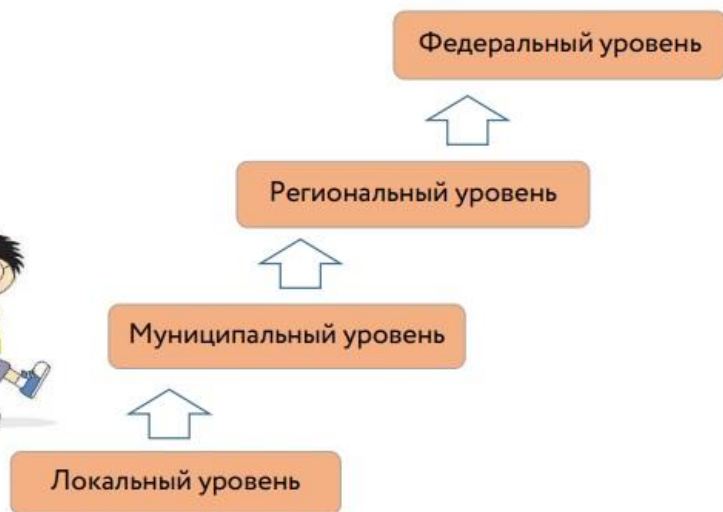 Федеральный уровень
Региональный уровень
Муниципальный уровень
Локальный уровень